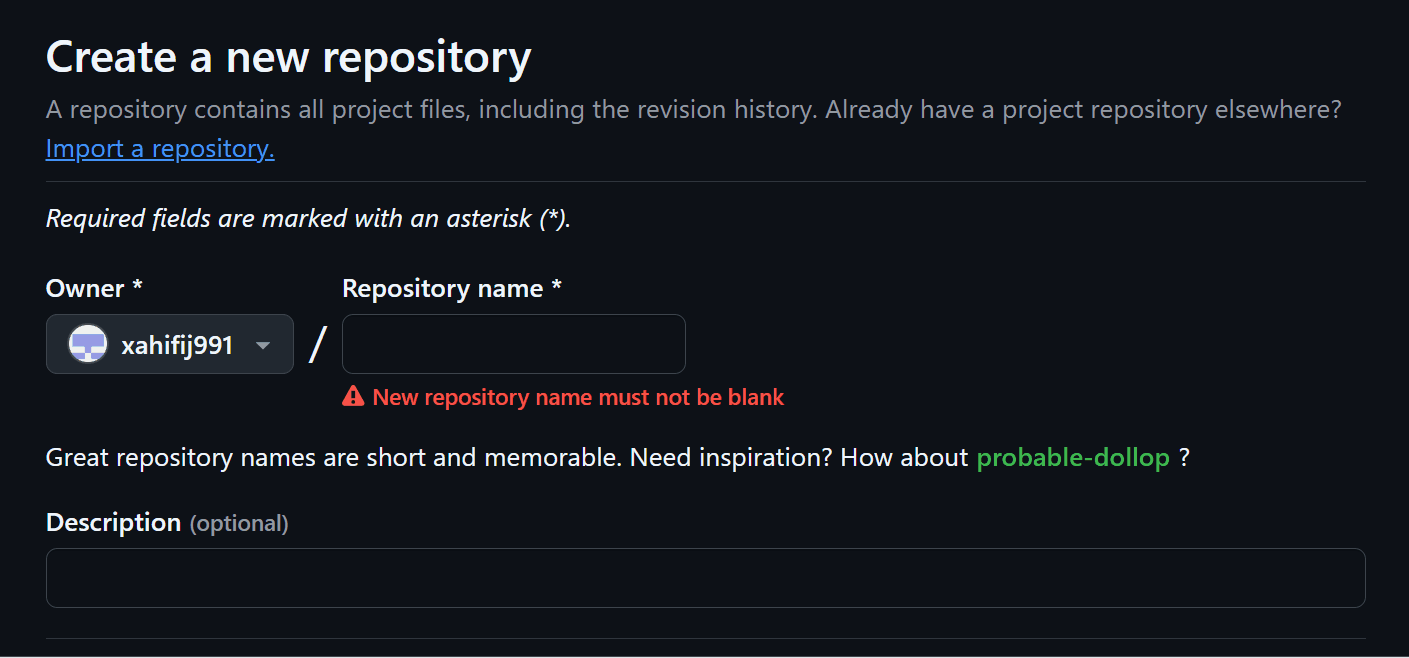 Create a new repository
A repository contains all project files, including the revision history. Already have a project repository elsewhere?
Import a repository.
Required fields are marked with an asterisk (*).
Owner * Repository name *
xahifij991 /
New repository name must not be blank
Great repository names are short and memorable. Need inspiration? How about probable-dollop ?
Description (optional)